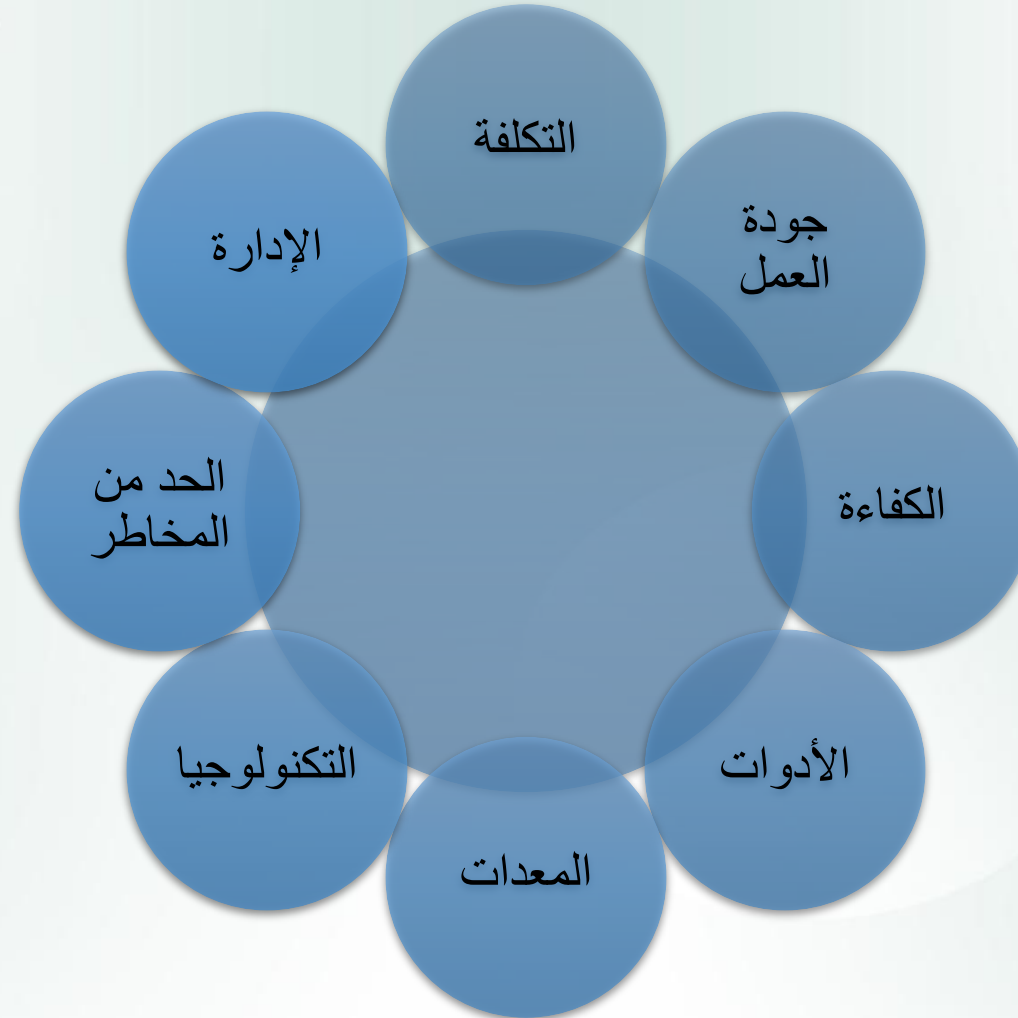 التكلفة
جودة
العمل
الكفاءة
الأدوات
المعدات
التكنولوجيا
الحد من
المخاطر
الإدارة